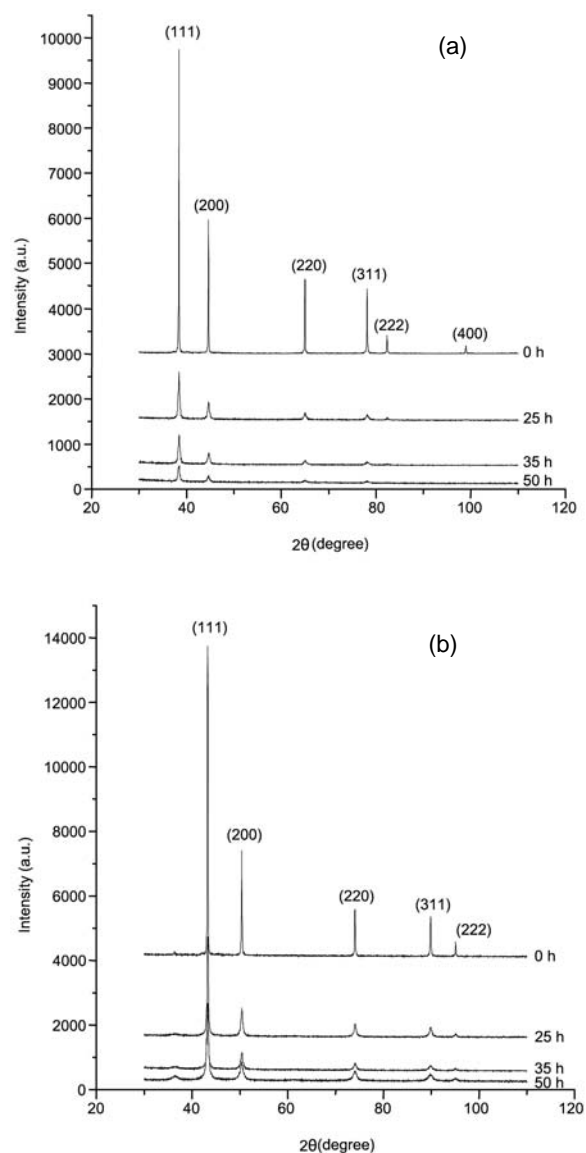 (a)
(111)
(200)
(220)
(311)
(222)
(400)
0 h
25 h
35 h
50 h
10000
9000
8000
7000
6000
5000
4000
3000
2000
1000
0
Intensity (a.u.)
20 40 60 80 100 120
2θ(degree)
(b)
(111)
(200)
(220)
(311)
(222)
0 h
25 h
35 h
50 h
14000
12000
10000
8000
6000
4000
2000
0
Intensity (a.u.)
20 40 60 80 100 120
2θ(degree)